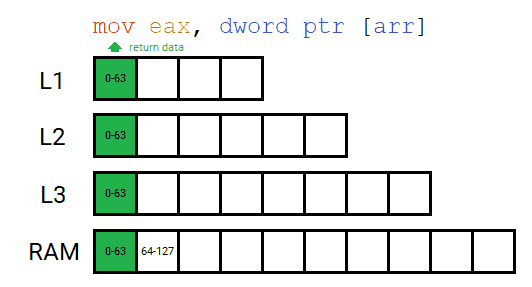 mov eax, dword ptr [arr]
return data
L1 0-63
L2 0-63
L3 0-63
RAM 0-63 64-127